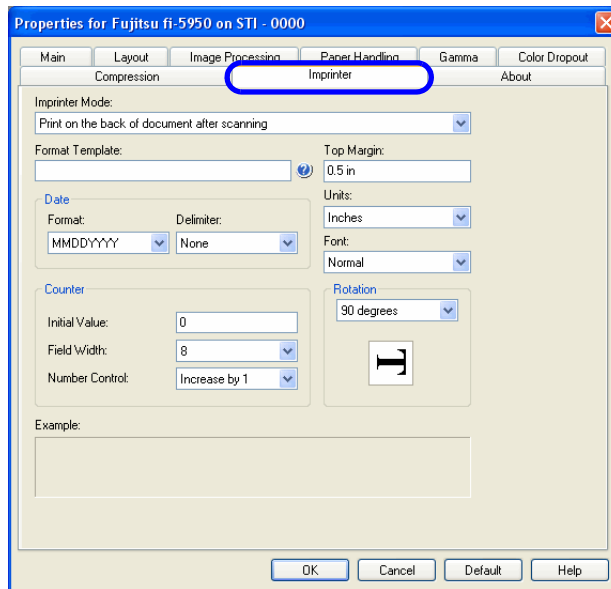 Properties for Fujitsu fi-5950 on STI - 0000
Main Layout Image Processing Paper Handling Gamma Color Dropout
Compression Imprinter About
Imprinter Mode:
Print on the back of document after scanning
Format Template: Top Margin:
0.5 in
Date Units:
Format: Delimiter: Inches
MMDDYYYY None Font:
Normal
Counter Rotation
Initial Value: 0 90 degrees
Field Width: 8
Number Control: Increase by 1 T
Example:
OK Cancel Default Help